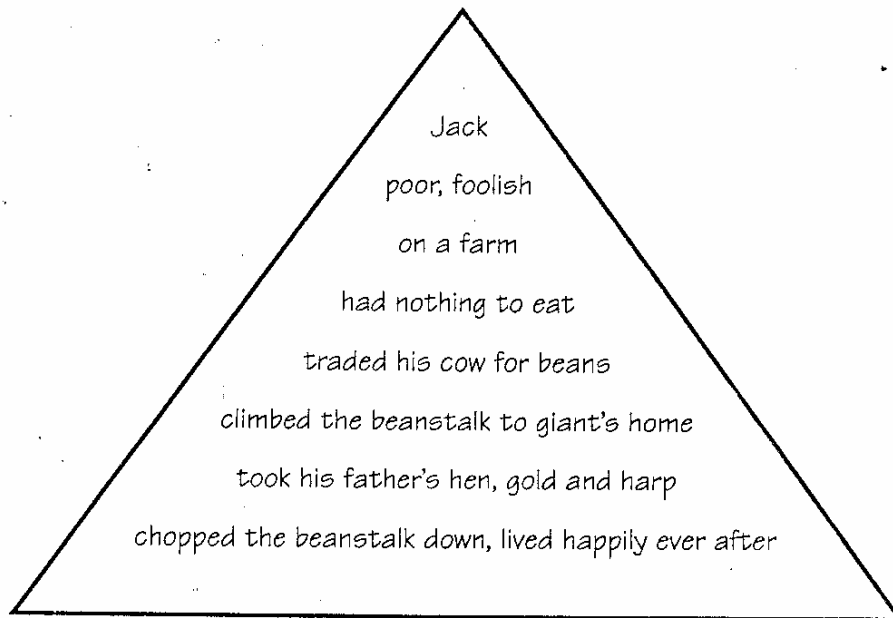 Jack
poor, foolish
on a farm
had nothing to eat
traded his cow for beans
climbed the beanstalk to giant's home
took his father's hen, gold and harp
chopped the beanstalk down, lived happily ever after